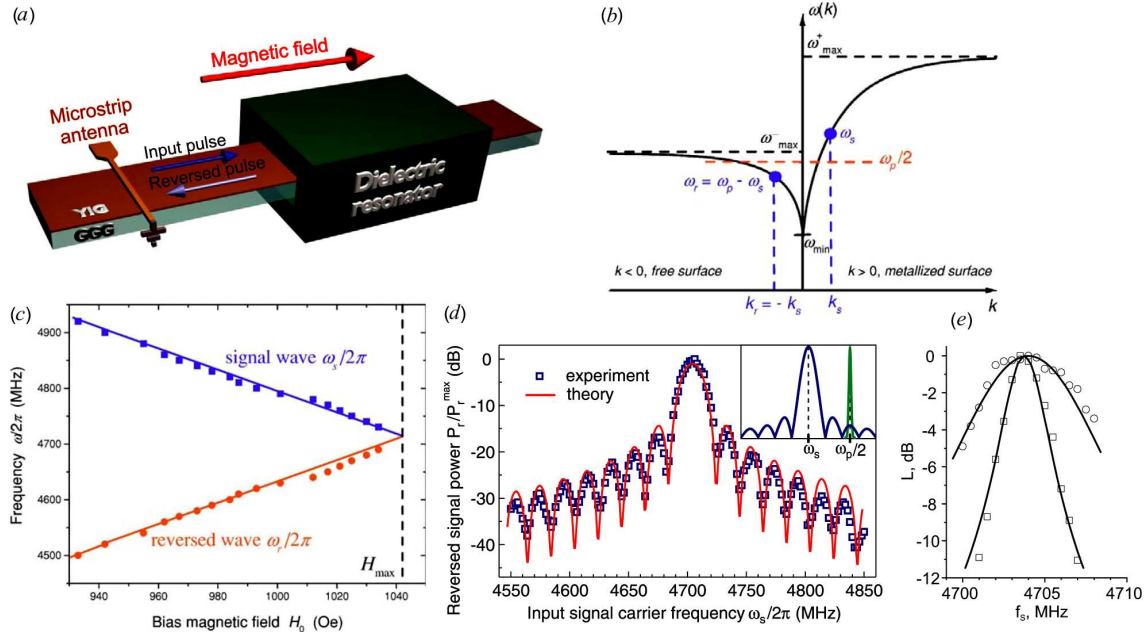 (a)
Magnetic field
Microstrip
antenna
Input pulse
Reversed pulse
Dielectric
resonator
YIG
GGG
(b)
ω(k)
ω⁺max
ω⁻max
ωs
ωp/2
ωr = ωp - ωs
ωmin
k < 0, free surface
k > 0, metallized surface
kr = - ks
ks
k
(c)
Frequency ω/2π (MHz)
4900
4800
4700
4600
4500
signal wave ωs/2π
reversed wave ωr/2π
Hmax
940 960 980 1000 1020 1040
Bias magnetic field H0 (Oe)
(d)
Reversed signal power Pr/Prmax (dB)
0
-10
-20
-30
-40
experiment
theory
ωs
ωp/2
4550 4600 4650 4700 4750 4800 4850
Input signal carrier frequency ωs/2π (MHz)
(e)
L, dB
0
-2
-4
-6
-8
-10
-12
4700 4705 4710
fs, MHz